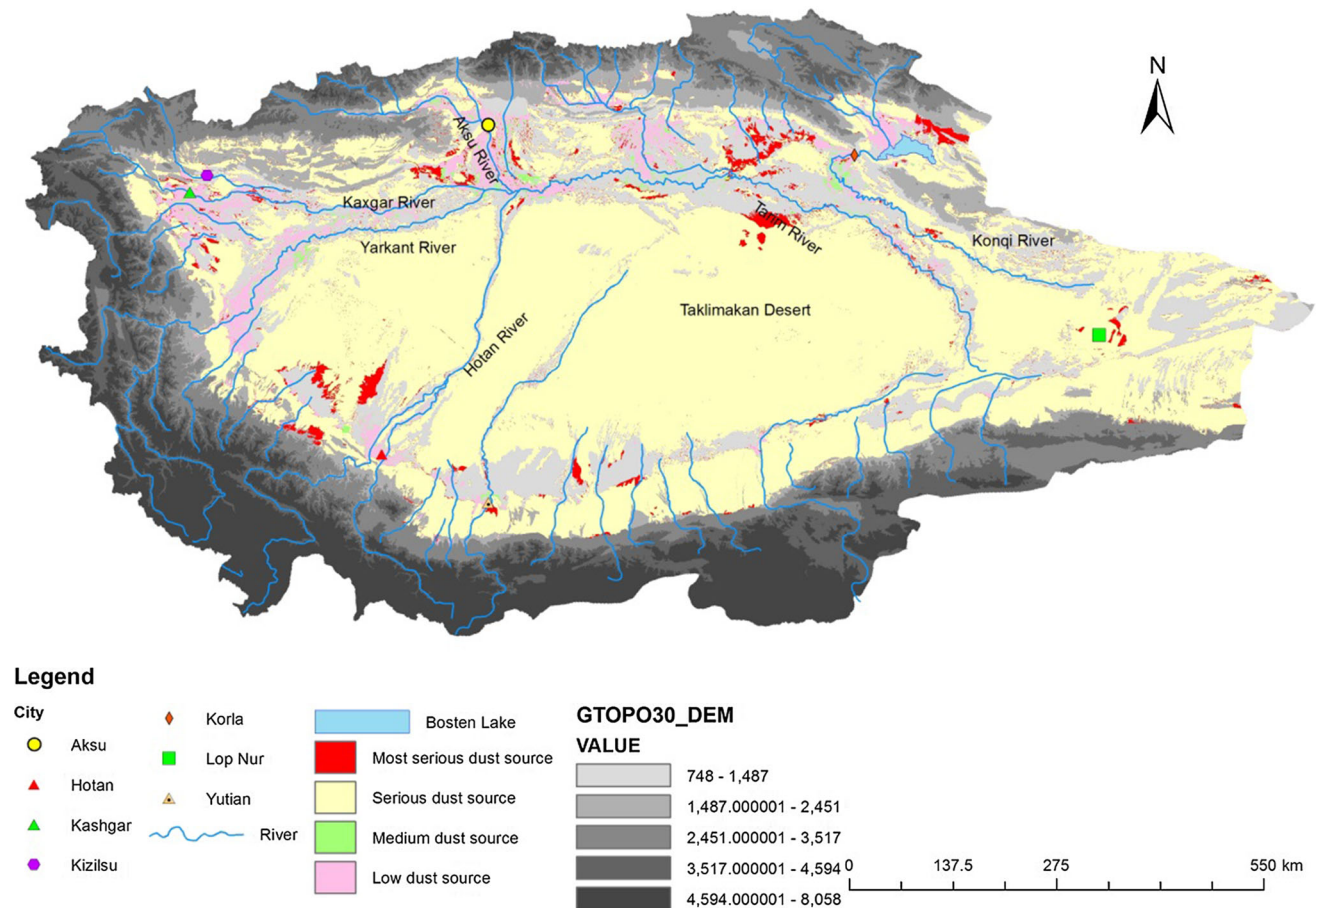 N
Aksu River
Kaxgar River
Yarkant River
Tarim River
Konqi River
Taklimakan Desert
Hotan River
Legend
City
Aksu
Hotan
Kashgar
Kizilsu
Korla
Lop Nur
Yutian
River
Bosten Lake
Most serious dust source
Serious dust source
Medium dust source
Low dust source
GTOPO30_DEM
VALUE
748 - 1,487
1,487.000001 - 2,451
2,451.000001 - 3,517
3,517.000001 - 4,594
4,594.000001 - 8,058
0 137.5 275 550 km